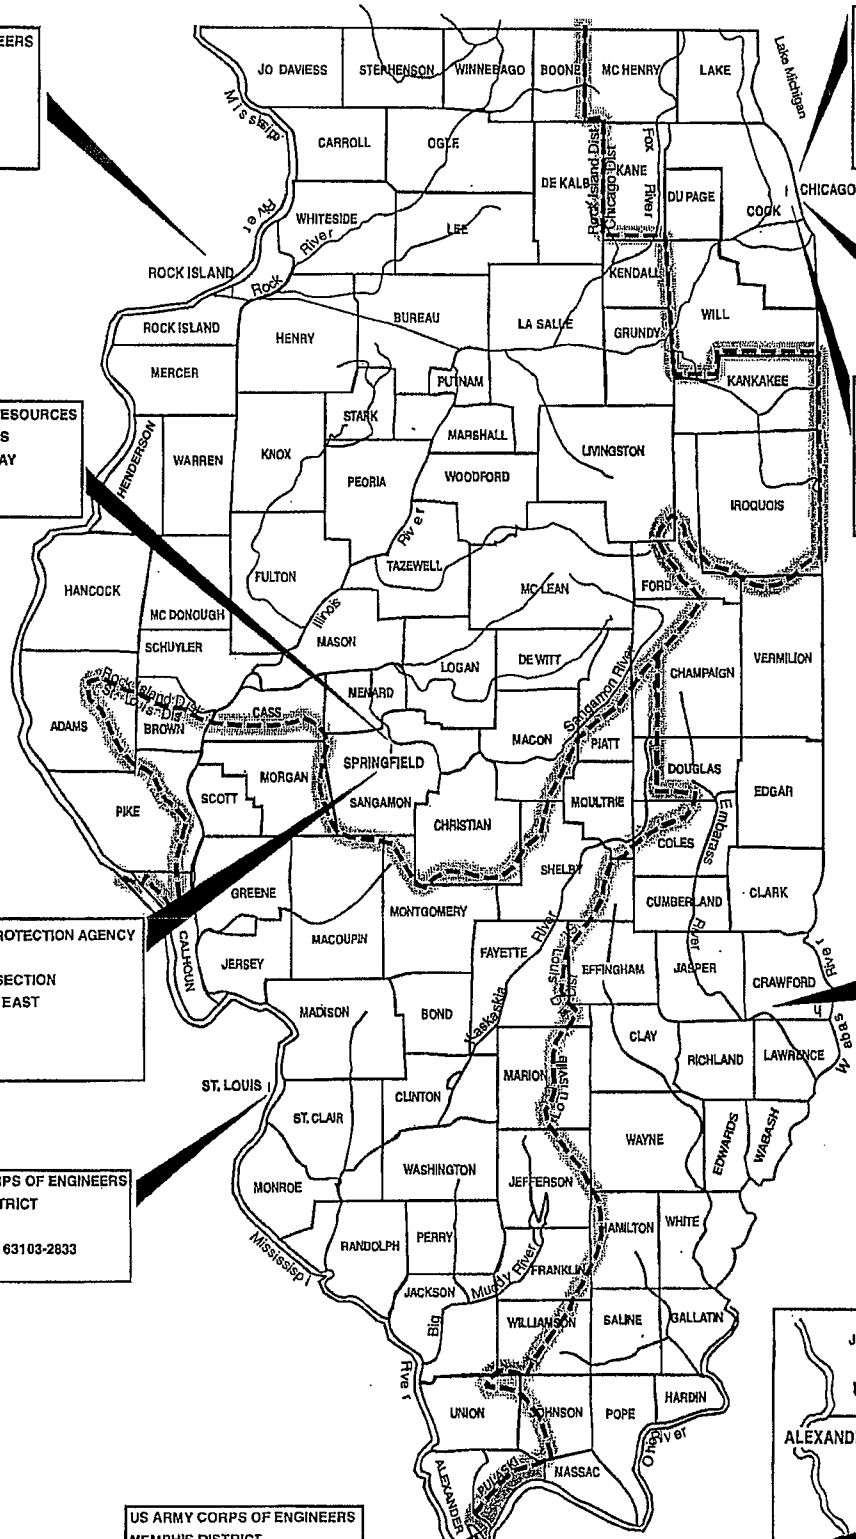 EERS
JO DAVIESS
STEPHENSON
WINNEBAGO
BOONE
MC HENRY
LAKE
Lake Michigan
Mississipi
CARROLL
OGLE
DE KALB
Rock Island Dist
Chicago Dist
KANE
Fox
River
DU PAGE
COOK
CHICAGO
River
WHITESIDE
River
LEE
ROCK ISLAND
Rock
KENDALL
ROCK ISLAND
HENRY
BUREAU
LA SALLE
GRUNDY
WILL
MERCER
PUTNAM
KANKAKEE
ESOURCES
S
AY
STARK
MARSHALL
HENDERSON
WARREN
KNOX
PEORIA
WOODFORD
LIVINGSTON
IROQUOIS
River
HANCOCK
FULTON
TAZEWELL
MC LEAN
FORD
MC DONOUGH
Illinois
SCHUYLER
MASON
LOGAN
DE WITT
Sangamon River
CHAMPAIGN
VERMILION
Rock Island Dist
St. Louis Dis
MENARD
ADAMS
BROWN
CASS
MACON
PIATT
SPRINGFIELD
MORGAN
DOUGLAS
EDGAR
PIKE
SCOTT
SANGAMON
CHRISTIAN
MOULTRIE
Embarass
River
COLES
SHELBY
GREENE
CUMBERLAND
CLARK
MONTGOMERY
ROTECTION AGENCY
SECTION
EAST
CALHOUN
MACOUPIN
JERSEY
FAYETTE
River
Kaskaskia
EFFINGHAM
JASPER
CRAWFORD
River
Wabash
MADISON
BOND
CLAY
RICHLAND
LAWRENCE
ST. LOUIS
CLINTON
MARION
Louisville
ST. CLAIR
WAYNE
EDWARDS
WABASH
RPS OF ENGINEERS
TRICT
63103-2833
MONROE
WASHINGTON
JEFFERSON
Mississippi
RANDOLPH
PERRY
HAMILTON
WHITE
FRANKLIN
JACKSON
Big
Muddy River
WILLIAMSON
SALINE
GALLATIN
River
UNION
JOHNSON
POPE
HARDIN
Ohio River
ALEXANDER
PULASKI
MASSAC
J
ALEXAND
US ARMY CORPS OF ENGINEERS
MEMPHIS DISTRICT